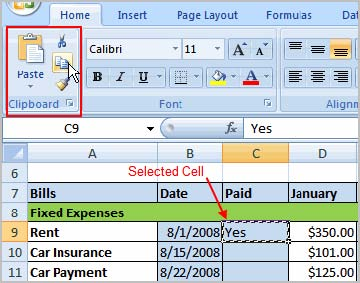 Home Insert Page Layout Formulas Da
Paste
Calibri 11 A A
B I U A
Clipboard Font Alignm
C9 fx Yes
Selected Cell
A B C D
6
7 Bills Date Paid January
8 Fixed Expenses
9 Rent 8/1/2008 Yes $350.00
10 Car Insurance 8/15/2008 $101.00
11 Car Payment 8/22/2008 $125.00